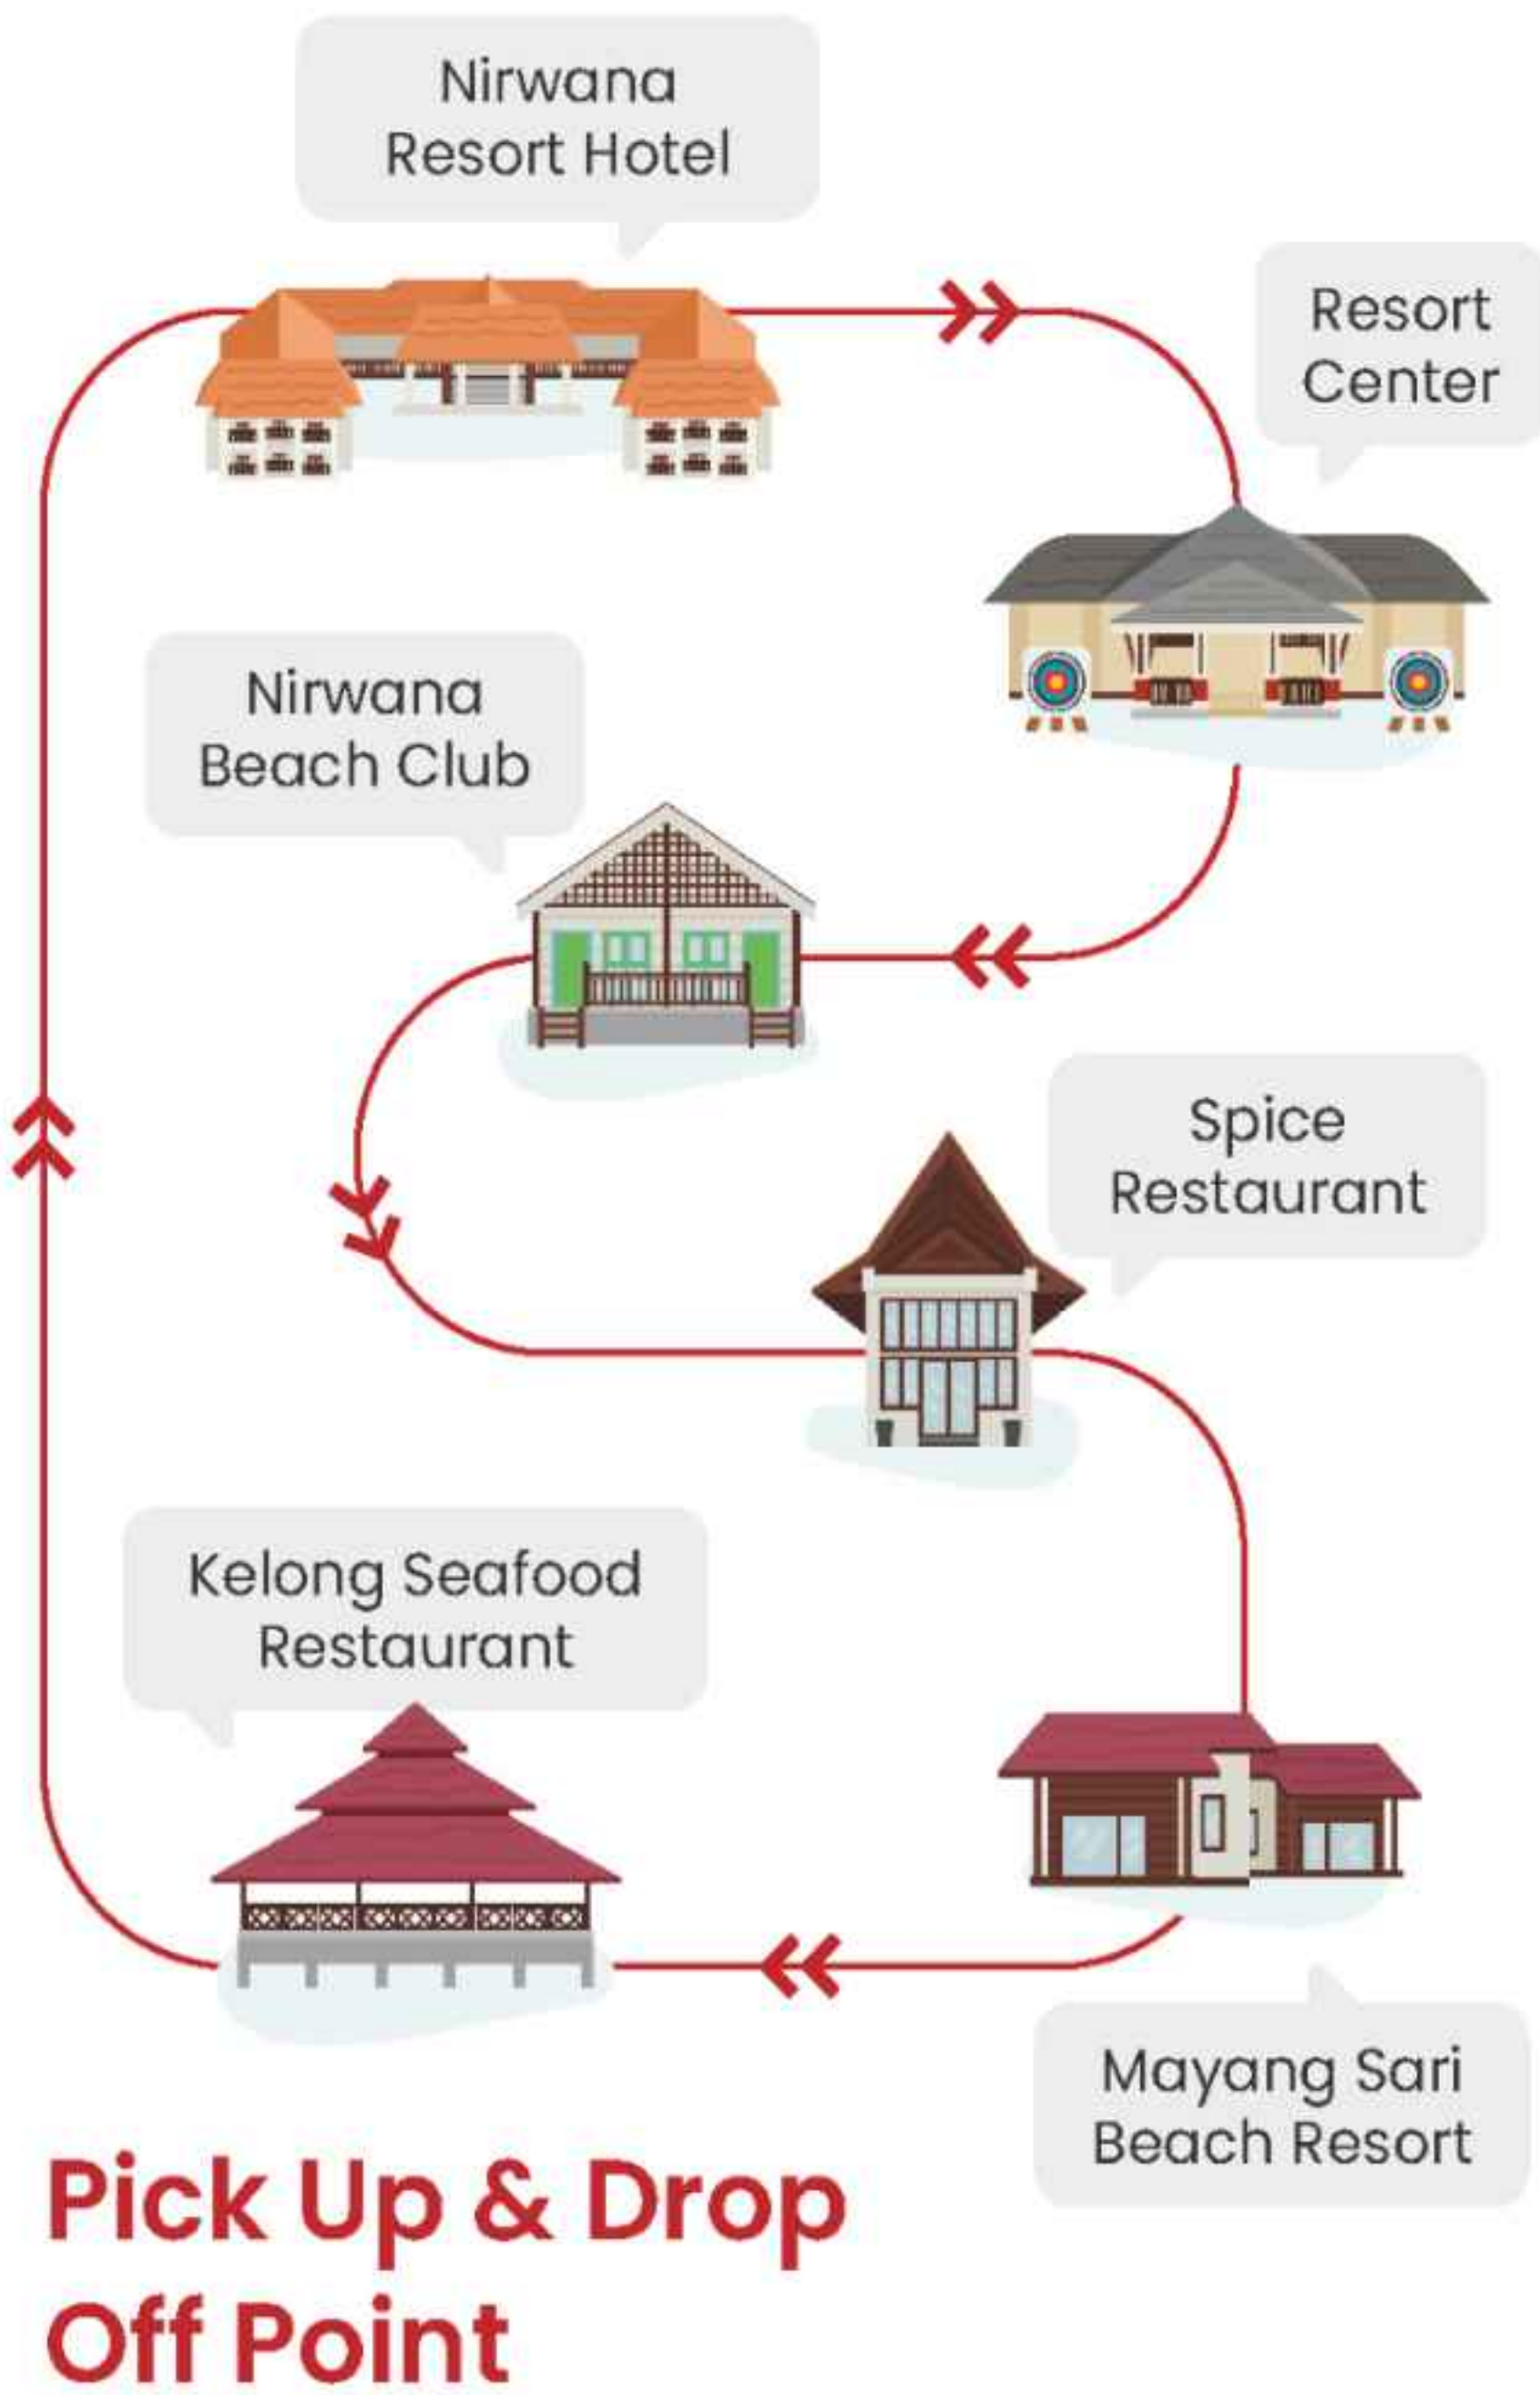 Nirwana
Resort Hotel
Resort
Center
Nirwana
Beach Club
Spice
Restaurant
Kelong Seafood
Restaurant
Mayang Sari
Beach Resort
Pick Up & Drop
Off Point